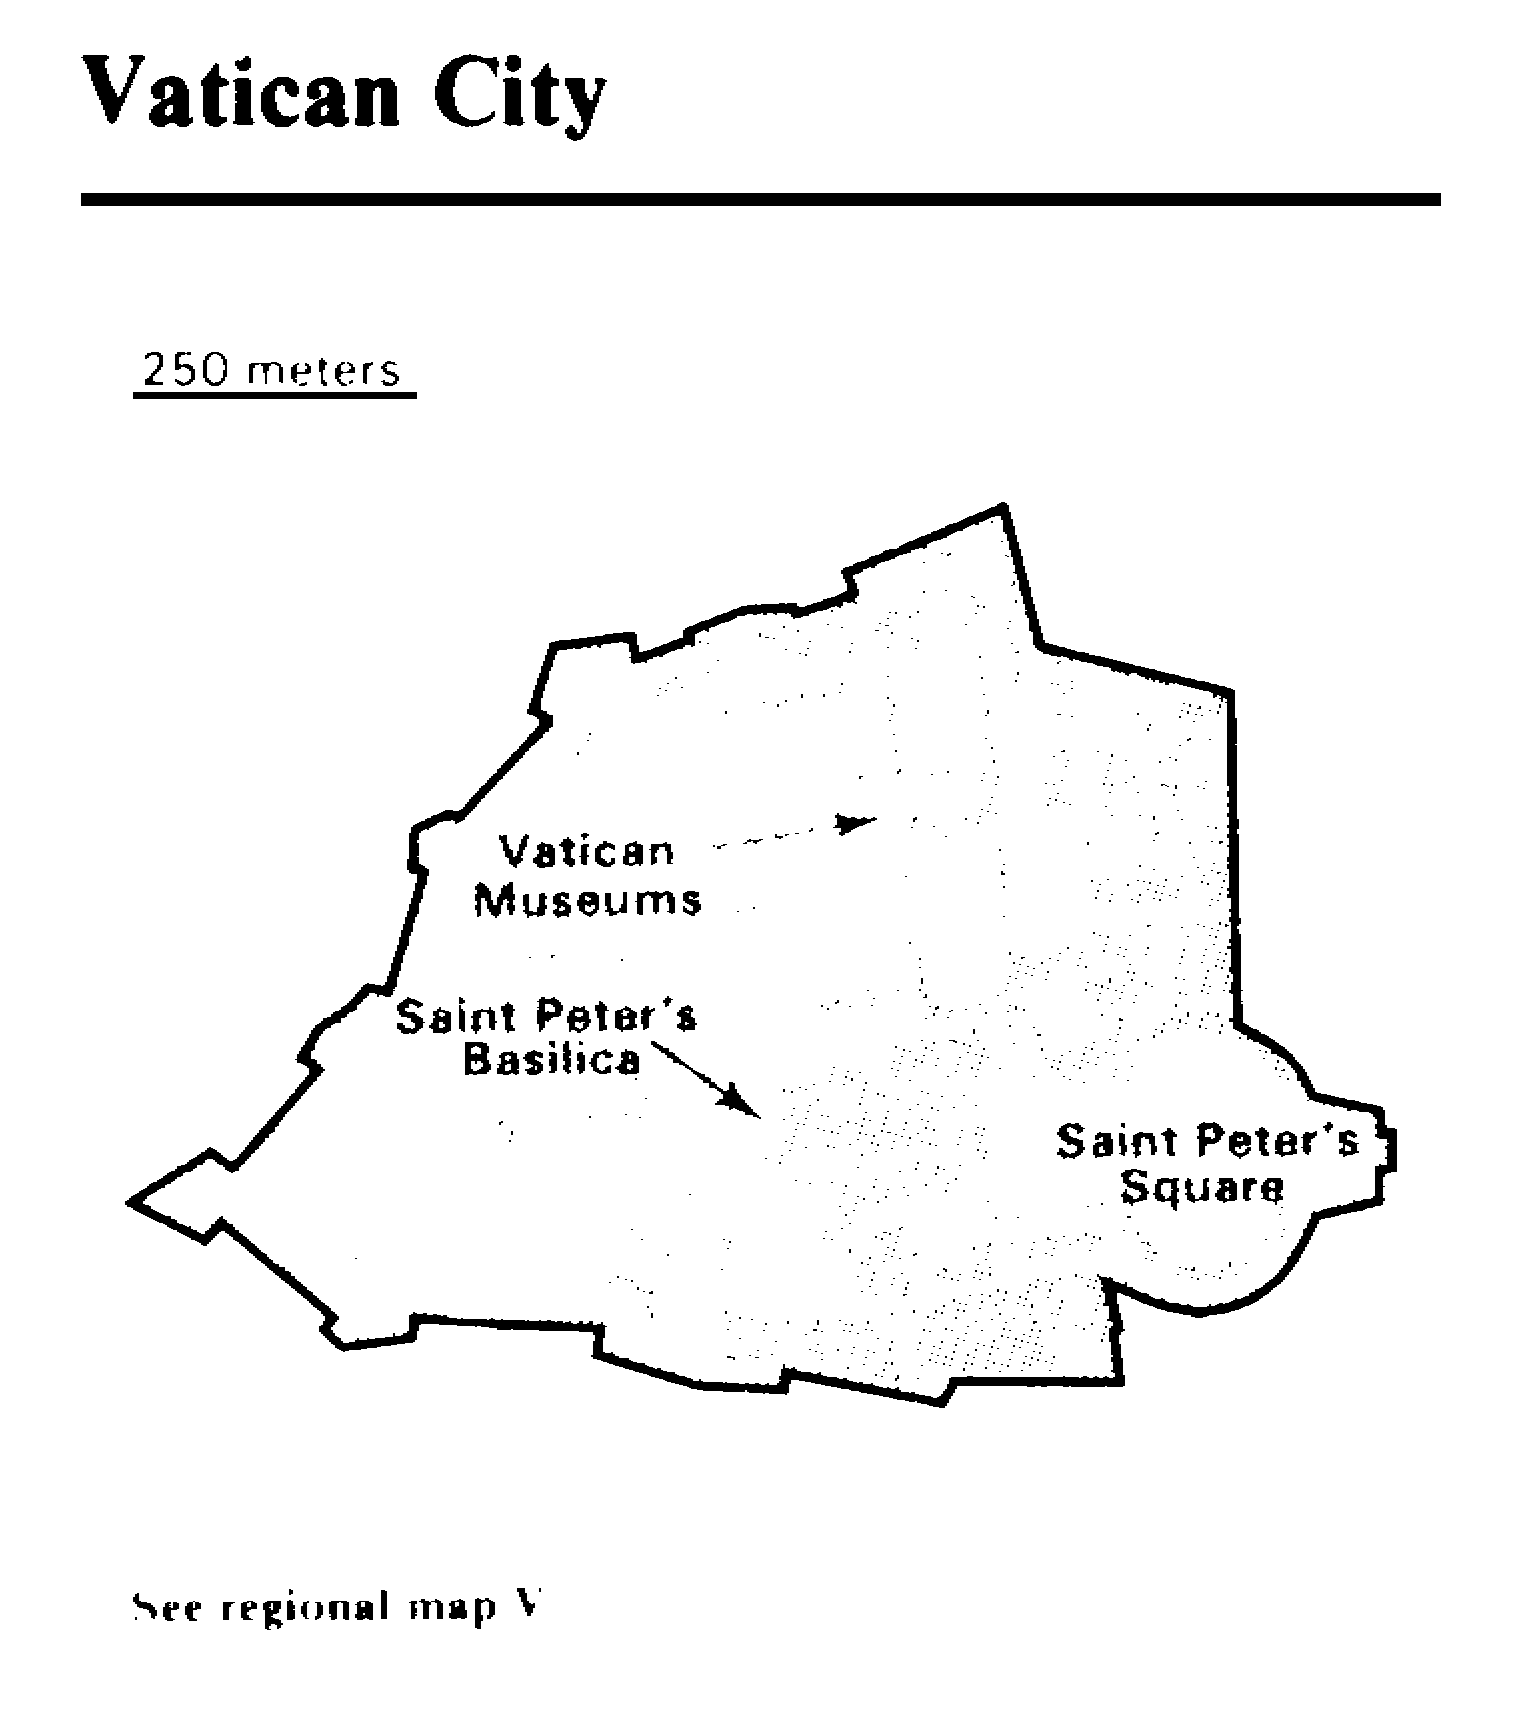 Vatican City
250 meters
Vatican
Museums
Saint Peter's
Basilica
Saint Peter's
Square
See regional map V